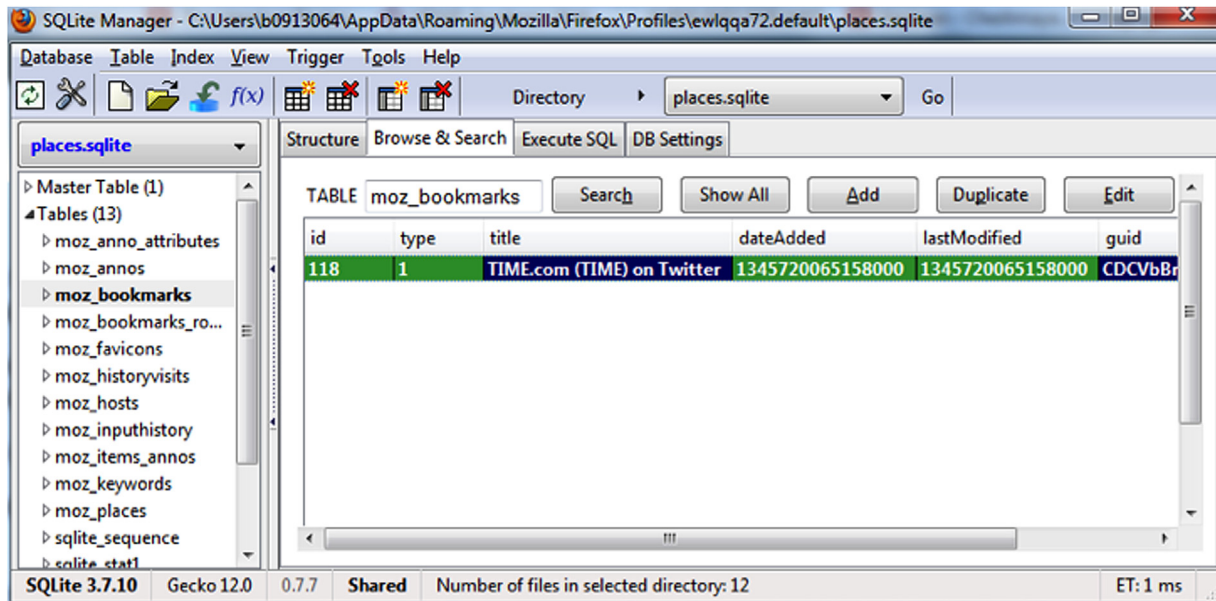 SQLite Manager - C:\Users\b0913064\AppData\Roaming\Mozilla\Firefox\Profiles\ewlqqa72.default\places.sqlite
Database Table Index View Trigger Tools Help
f(x) Directory places.sqlite Go
places.sqlite
Master Table (1)
Tables (13)
moz_anno_attributes
moz_annos
moz_bookmarks
moz_bookmarks_ro...
moz_favicons
moz_historyvisits
moz_hosts
moz_inputhistory
moz_items_annos
moz_keywords
moz_places
sqlite_sequence
sqlite_stat1
Structure Browse & Search Execute SQL DB Settings
TABLE moz_bookmarks Search Show All Add Duplicate Edit
id type title dateAdded lastModified guid
118 1 TIME.com (TIME) on Twitter 1345720065158000 1345720065158000 CDCVbBr
SQLite 3.7.10 Gecko 12.0 0.7.7 Shared Number of files in selected directory: 12 ET: 1 ms